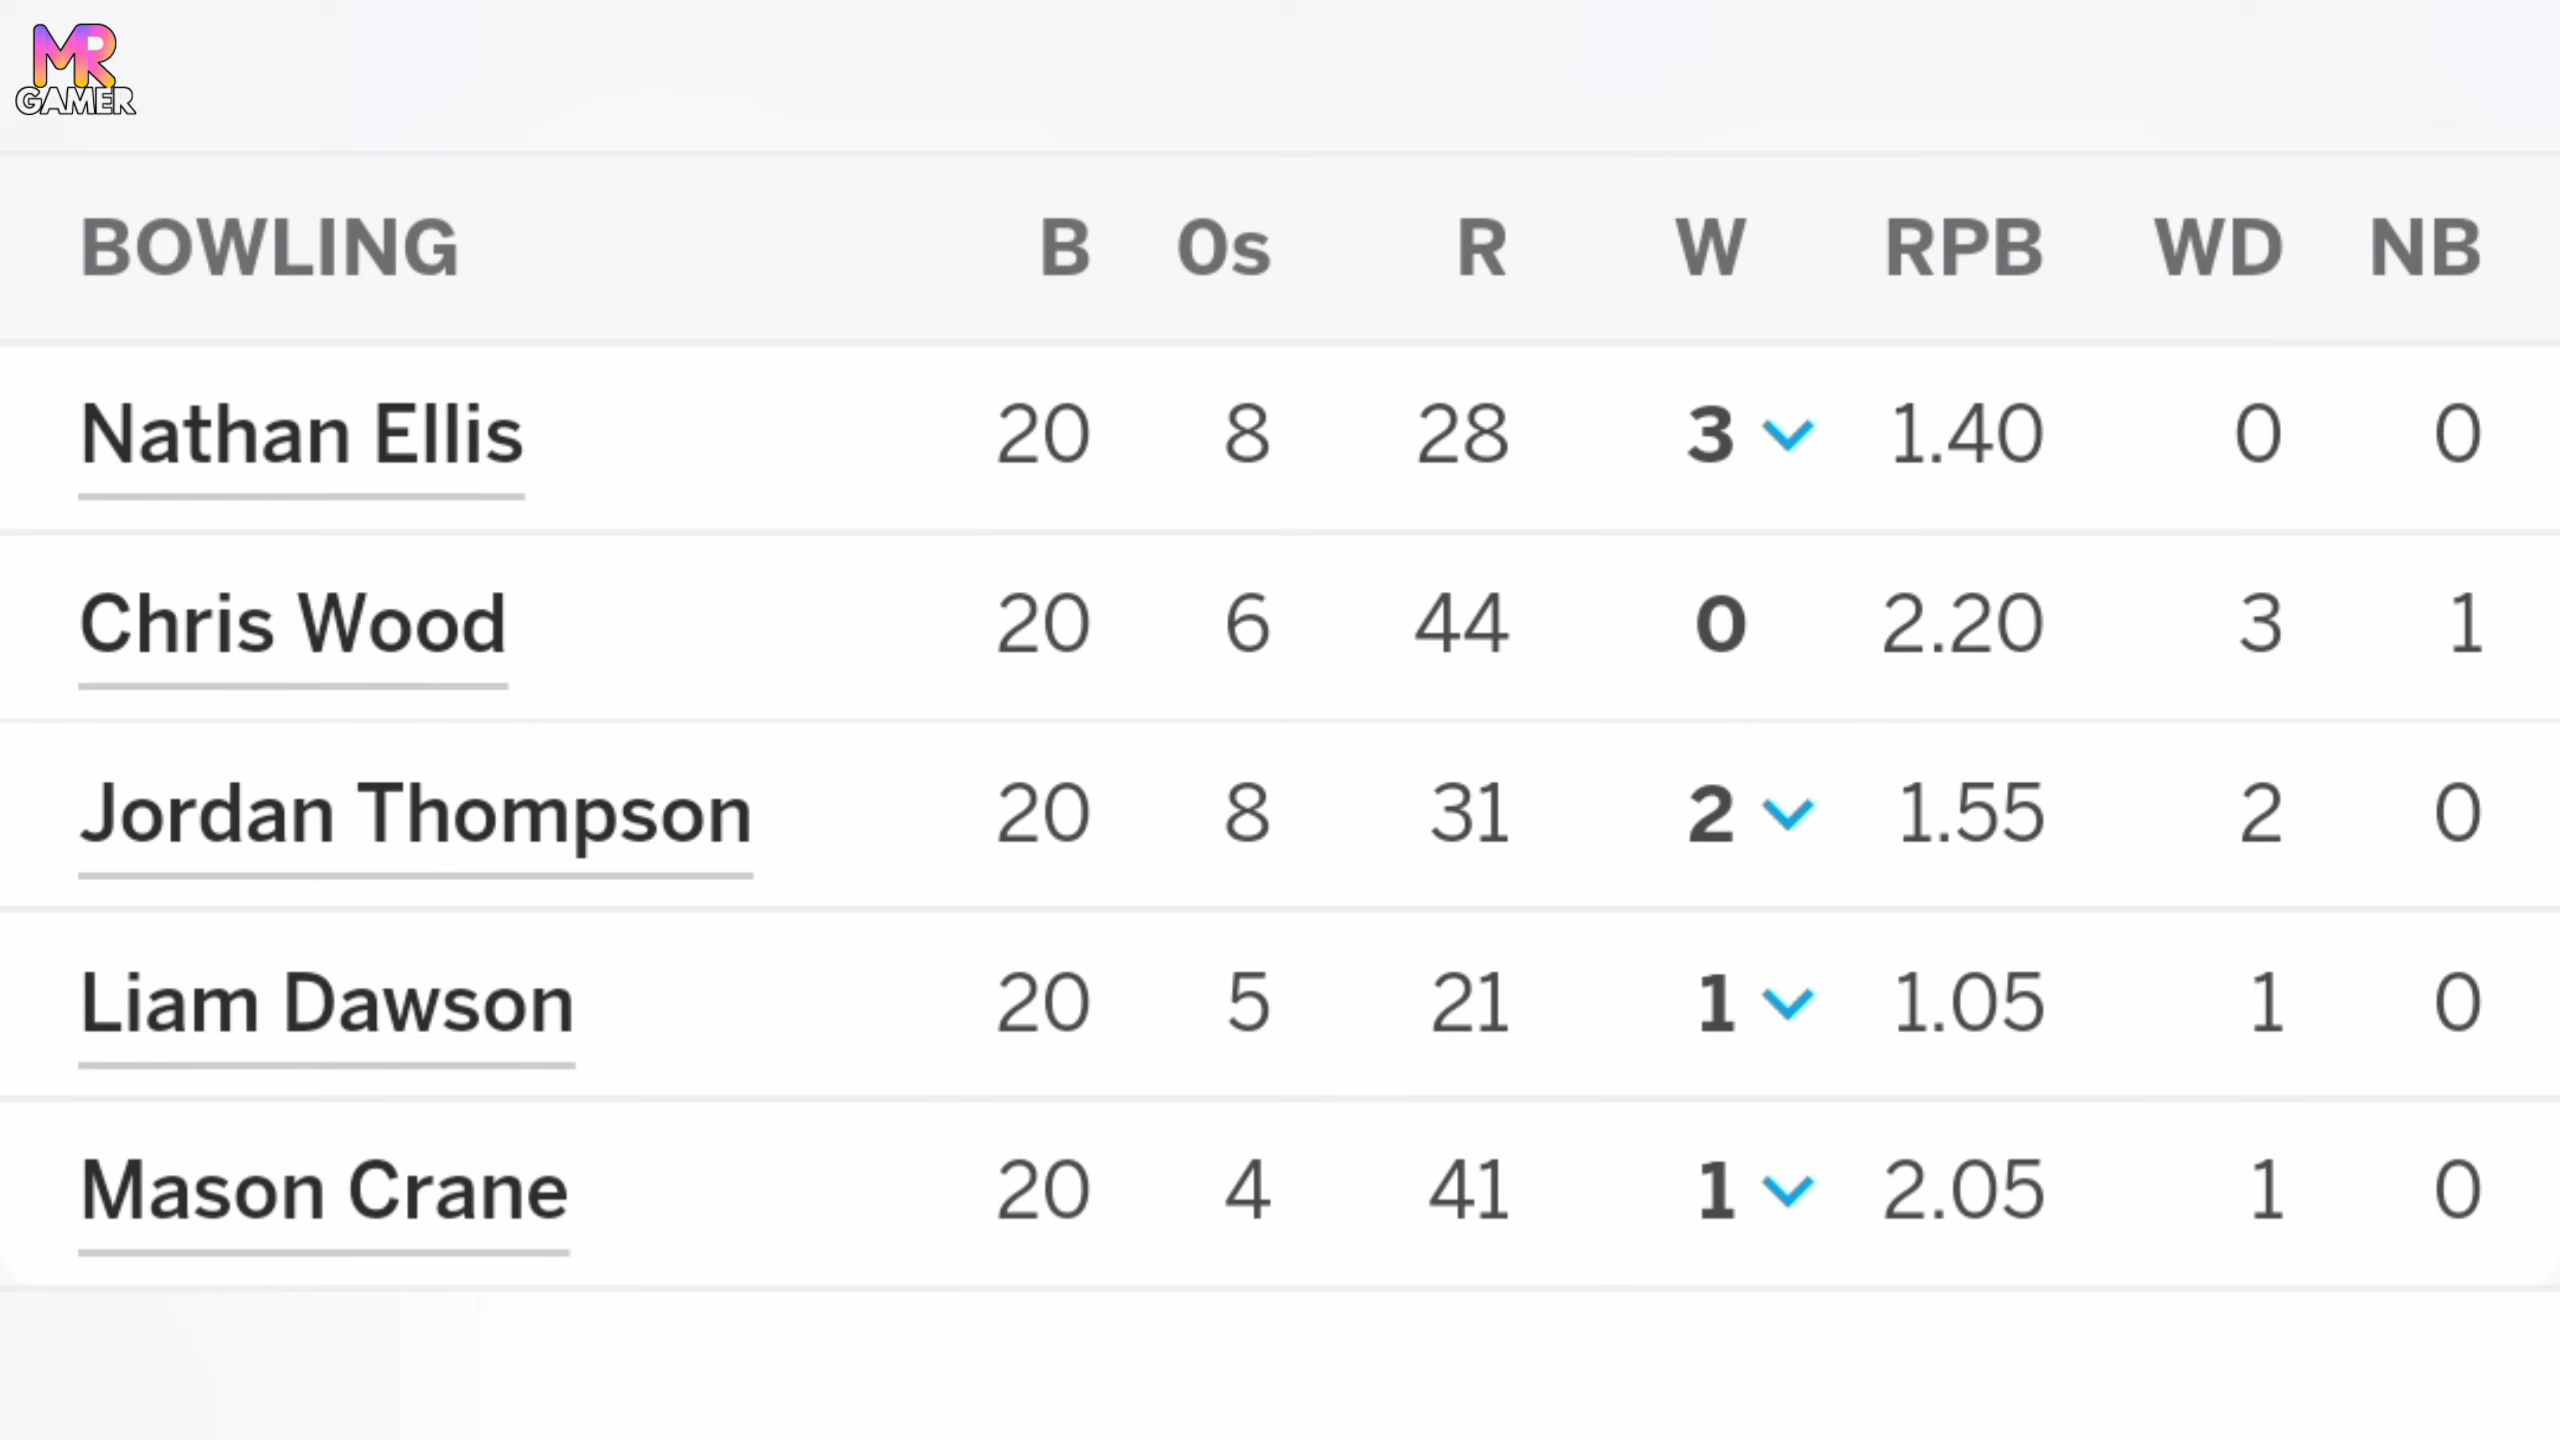 MR
GAMER
BOWLING B 0s R W RPB WD NB
Nathan Ellis 20 8 28 3 1.40 0 0
Chris Wood 20 6 44 0 2.20 3 1
Jordan Thompson 20 8 31 2 1.55 2 0
Liam Dawson 20 5 21 1 1.05 1 0
Mason Crane 20 4 41 1 2.05 1 0